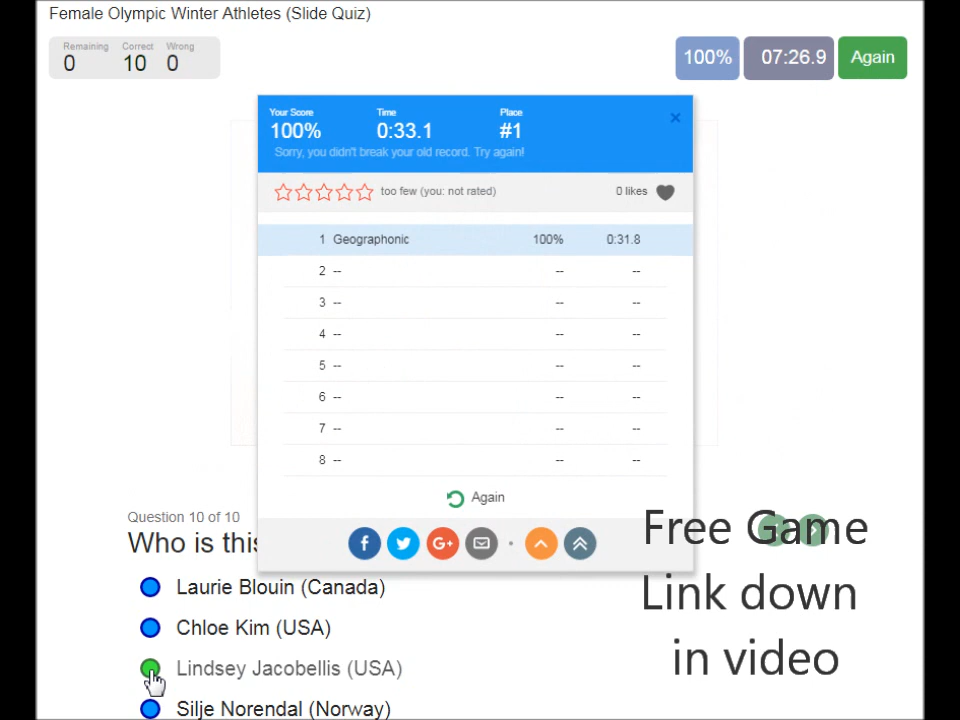 Female Olympic Winter Athletes (Slide Quiz)
Remaining Correct Wrong
0 10 0
100% 07:26.9 Again
Your Score Time Place
100% 0:33.1 #1
Sorry, you didn't break your old record. Try again!
too few (you: not rated) 0 likes
1 Geographonic 100% 0:31.8
2 -- -- --
3 -- -- --
4 -- -- --
5 -- -- --
6 -- -- --
7 -- -- --
8 -- -- --
Again
Question 10 of 10
Who is this
Laurie Blouin (Canada)
Chloe Kim (USA)
Lindsey Jacobellis (USA)
Silje Norendal (Norway)
Free Game
Link down
in video